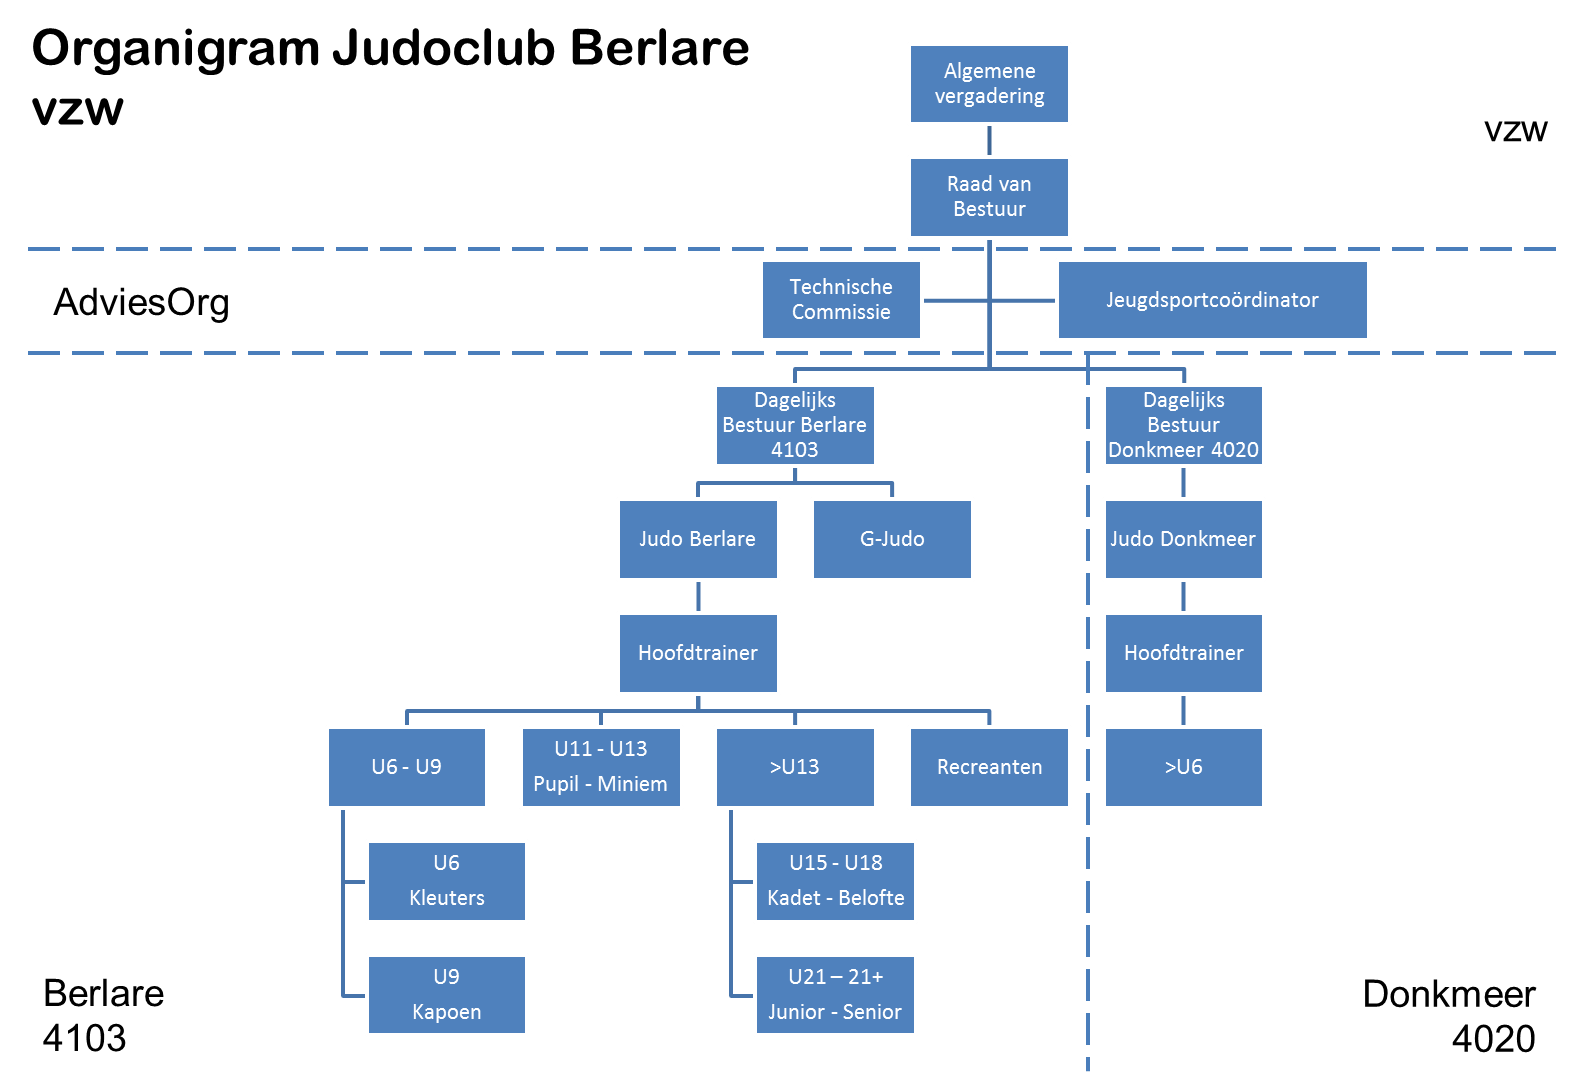 Organigram Judoclub Berlare
vzw
vzw
Algemene
vergadering
Raad van
Bestuur
AdviesOrg
Technische
Commissie
Jeugdsportcoördinator
Dagelijks
Bestuur Berlare
4103
Dagelijks
Bestuur
Donkmeer 4020
Judo Berlare
G-Judo
Judo Donkmeer
Hoofdtrainer
Hoofdtrainer
U6 - U9
U11 - U13
Pupil - Miniem
>U13
Recreanten
>U6
U6
Kleuters
U15 - U18
Kadet - Belofte
U9
Kapoen
U21 – 21+
Junior - Senior
Berlare
4103
Donkmeer
4020